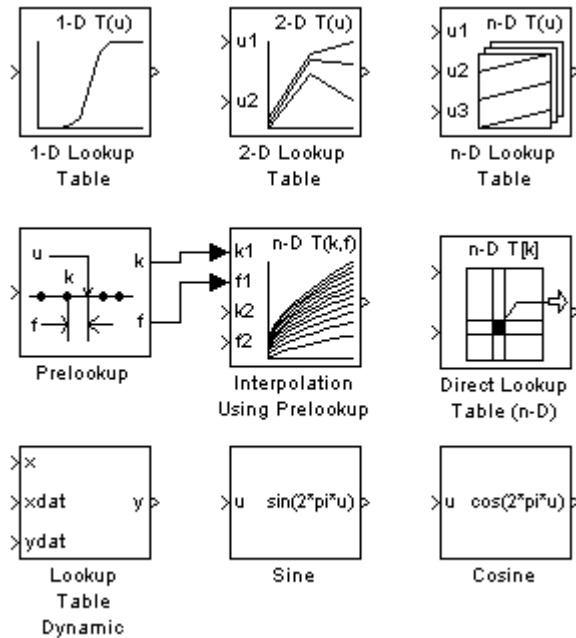 1-D T(u)
1-D Lookup
Table
2-D T(u)
u1
u2
2-D Lookup
Table
n-D T(u)
u1
u2
u3
n-D Lookup
Table
u
k
f
k
f
Prelookup
n-D T(k,f)
k1
f1
k2
f2
Interpolation
Using Prelookup
n-D T[k]
Direct Lookup
Table (n-D)
x
xdat
ydat
y
Lookup
Table
Dynamic
u sin(2*pi*u)
Sine
u cos(2*pi*u)
Cosine